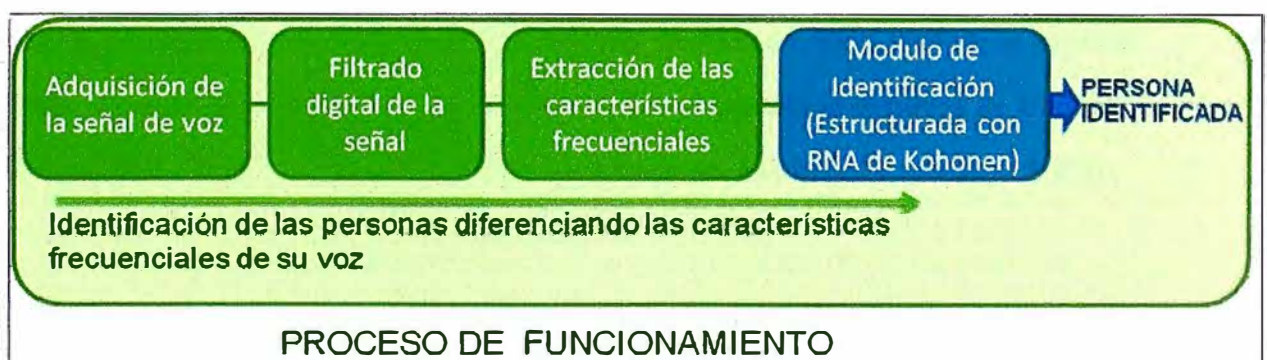 Adquisición de
la señal de voz
Filtrado
digital de la
señal
Extracción de las
características
frecuenciales
Modulo de
Identificación
(Estructurada con
RNA de Kohonen)
PERSONA
IDENTIFICADA
Identificación de las personas diferenciando las características
frecuenciales de su voz
PROCESO DE FUNCIONAMIENTO